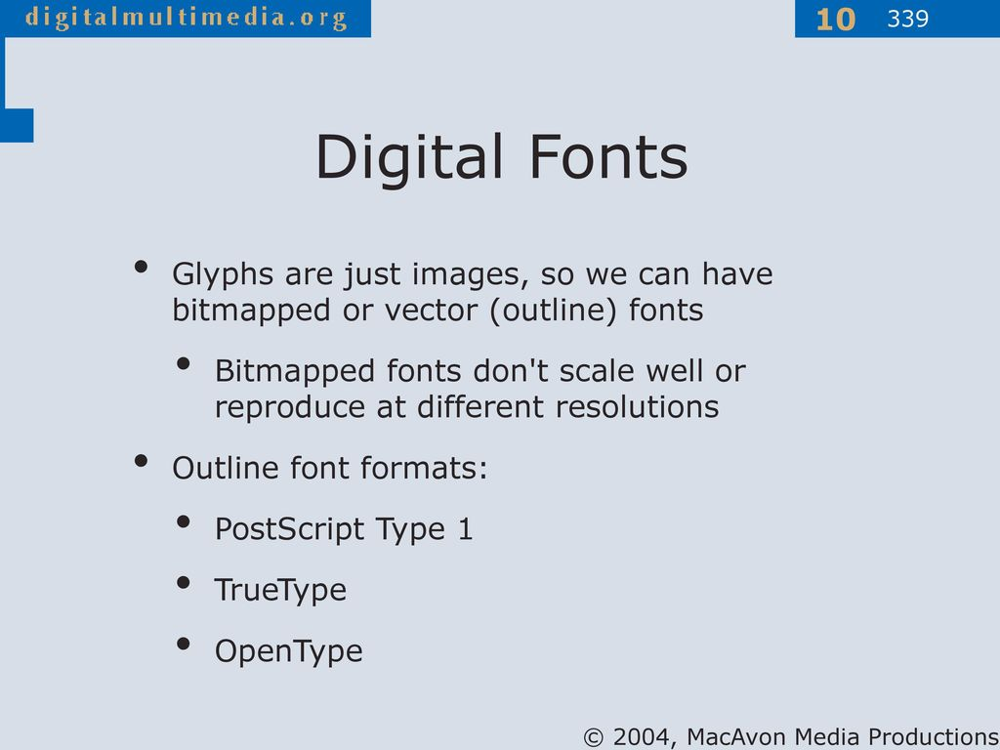 digitalmultimedia.org
10 339
Digital Fonts
• Glyphs are just images, so we can have
bitmapped or vector (outline) fonts
• Bitmapped fonts don't scale well or
reproduce at different resolutions
• Outline font formats:
• PostScript Type 1
• TrueType
• OpenType
© 2004, MacAvon Media Productions